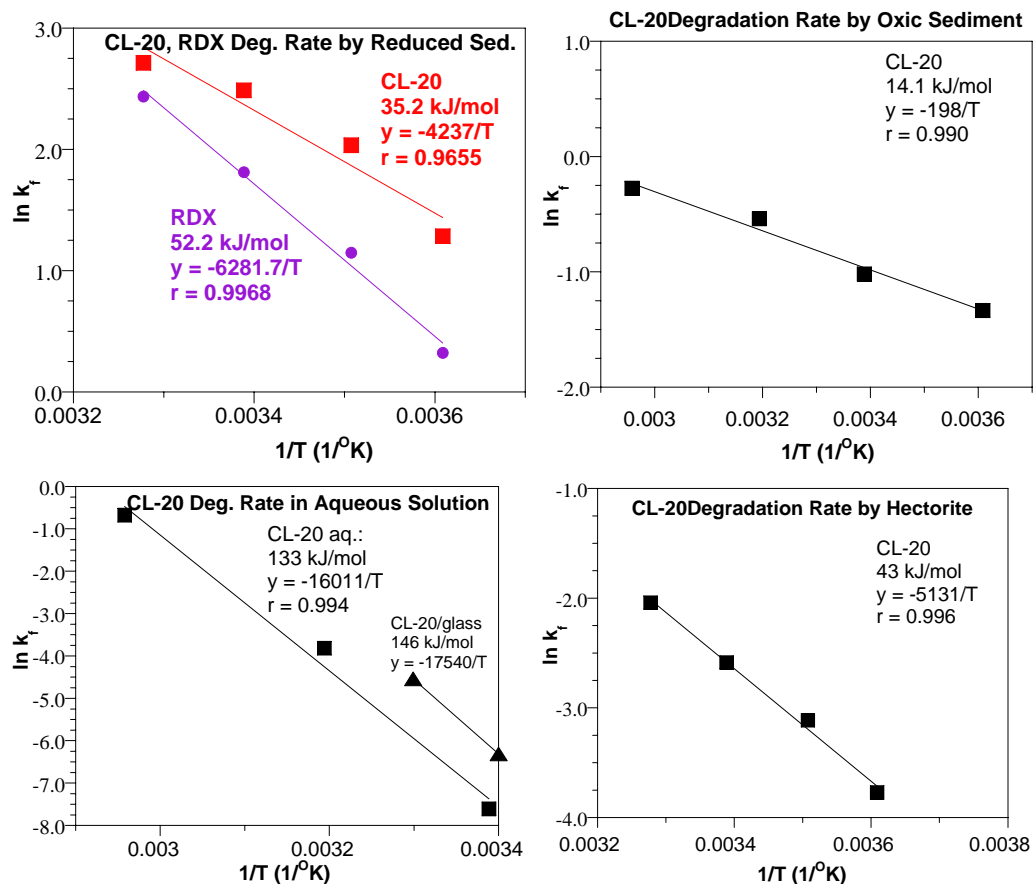 CL-20, RDX Deg. Rate by Reduced Sed.
3.0
2.0
1.0
0.0
ln k_f
CL-20
35.2 kJ/mol
y = -4237/T
r = 0.9655
RDX
52.2 kJ/mol
y = -6281.7/T
r = 0.9968
0.0032
0.0034
0.0036
1/T (1/^OK)
CL-20Degradation Rate by Oxic Sediment
1.0
0.0
-1.0
-2.0
ln k_f
CL-20
14.1 kJ/mol
y = -198/T
r = 0.990
0.003
0.0032
0.0034
0.0036
1/T (1/^OK)
CL-20 Deg. Rate in Aqueous Solution
0.0
-1.0
-2.0
-3.0
-4.0
-5.0
-6.0
-7.0
-8.0
ln k_f
CL-20 aq.:
133 kJ/mol
y = -16011/T
r = 0.994
CL-20/glass
146 kJ/mol
y = -17540/T
0.003
0.0032
0.0034
1/T (1/^OK)
CL-20Degradation Rate by Hectorite
-1.0
-2.0
-3.0
-4.0
ln k_f
CL-20
43 kJ/mol
y = -5131/T
r = 0.996
0.0032
0.0034
0.0036
0.0038
1/T (1/^OK)